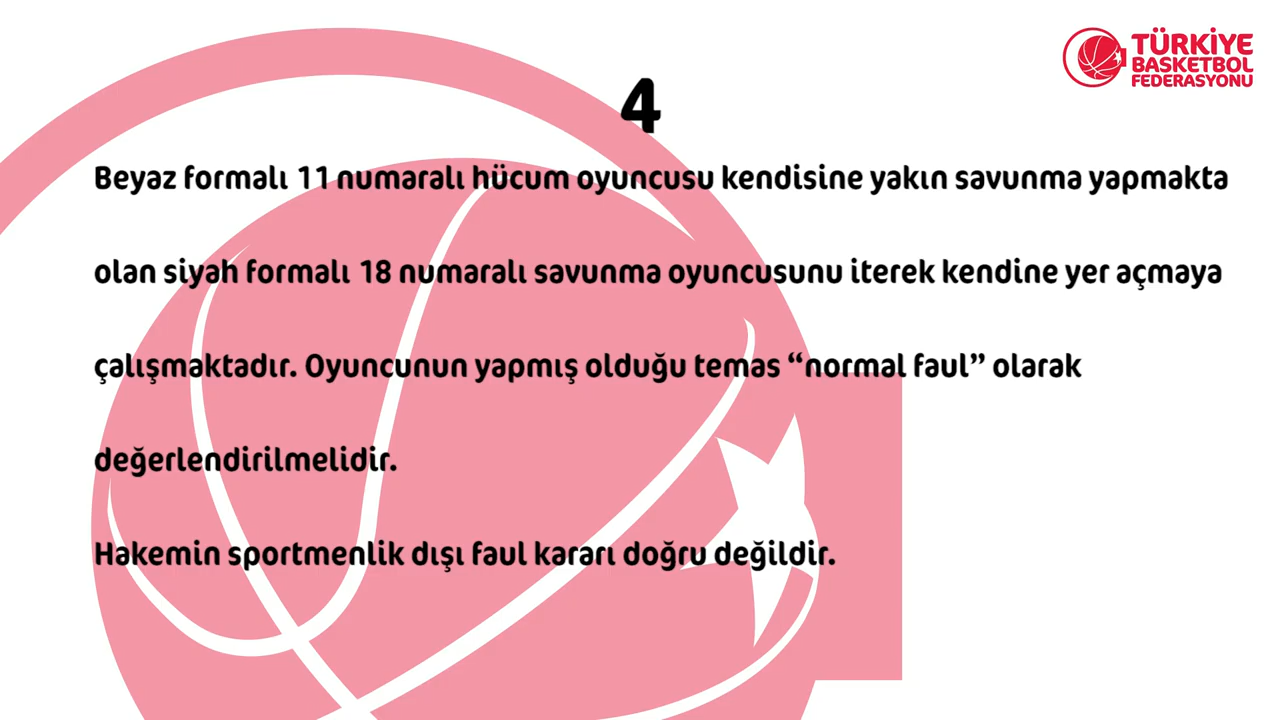 TÜRKİYE
BASKETBOL
FEDERASYONU
4
Beyaz formalı 11 numaralı hücum oyuncusu kendisine yakın savunma yapmakta
olan siyah formalı 18 numaralı savunma oyuncusunu iterek kendine yer açmaya
çalışmaktadır. Oyuncunun yapmış olduğu temas “normal faul” olarak
değerlendirilmelidir.
Hakemin sportmenlik dışı faul kararı doğru değildir.